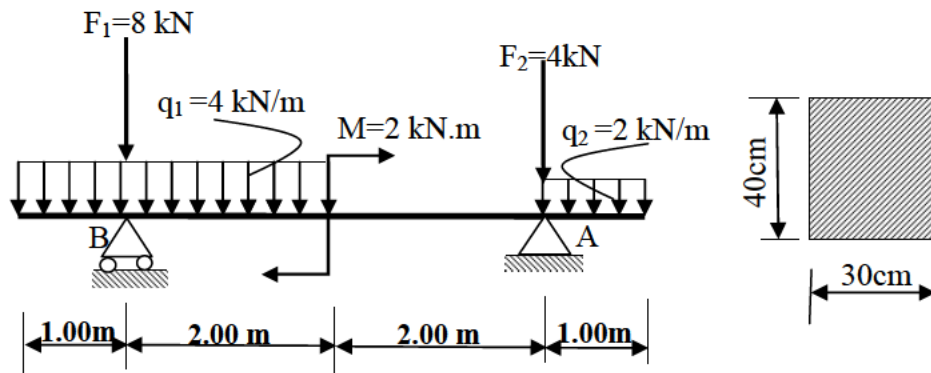 F₁=8 kN
F₂=4kN
q₁ =4 kN/m
M=2 kN.m
q₂ =2 kN/m
40cm
B
A
30cm
1.00m
2.00 m
2.00 m
1.00m